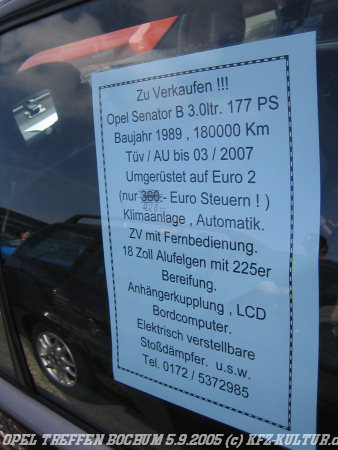 Zu Verkaufen !!!
Opel Senator B 3.0ltr. 177 PS
Baujahr 1989 , 180000 Km
Tüv / AU bis 03 / 2007
Umgerüstet auf Euro 2
(nur 360.- Euro Steuern ! )
Klimaanlage , Automatik.
ZV mit Fernbedienung.
18 Zoll Alufelgen mit 225er
Bereifung.
Anhängerkupplung , LCD
Bordcomputer.
Elektrisch verstellbare
Stoßdämpfer. u.s.w.
Tel. 0172 / 5372985
OPEL TREFFEN BOCHUM 5.9.2005 (c) KFZ-KULTUR.d